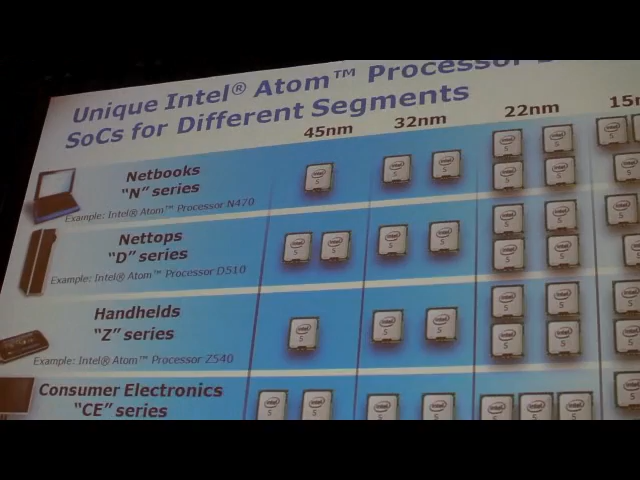 Unique Intel® Atom™ Processor
SoCs for Different Segments
45nm 32nm 22nm
Netbooks
"N" series
Example: Intel® Atom™ Processor N470
Nettops
"D" series
Example: Intel® Atom™ Processor D510
Handhelds
"Z" series
Example: Intel® Atom™ Processor Z540
Consumer Electronics
"CE" series